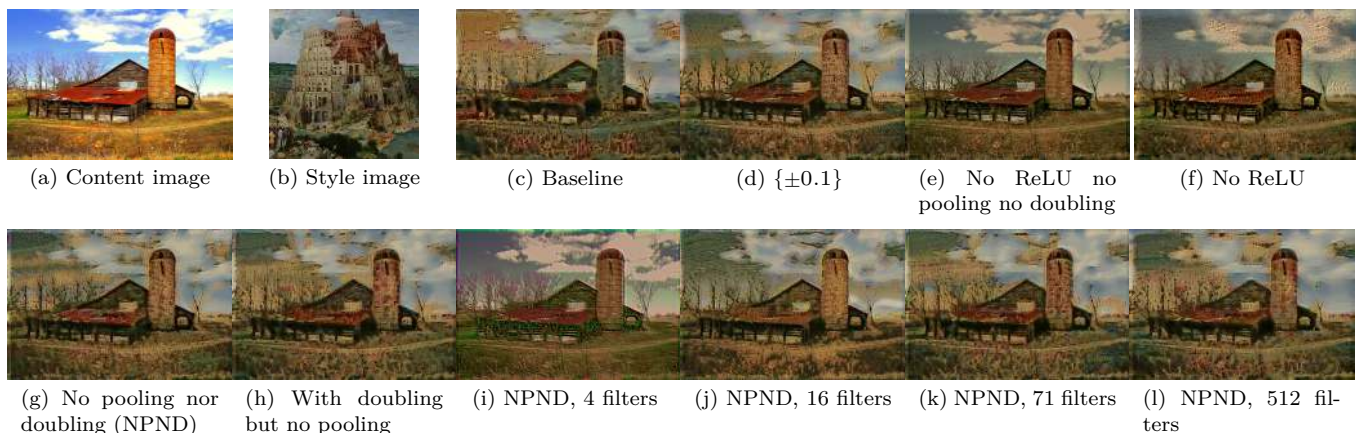 (a) Content image
(b) Style image
(c) Baseline
(d) {±0.1}
(e) No ReLU no
pooling no doubling
(f) No ReLU
(g) No pooling nor
doubling (NPND)
(h) With doubling
but no pooling
(i) NPND, 4 filters
(j) NPND, 16 filters
(k) NPND, 71 filters
(l) NPND, 512 fil-
ters